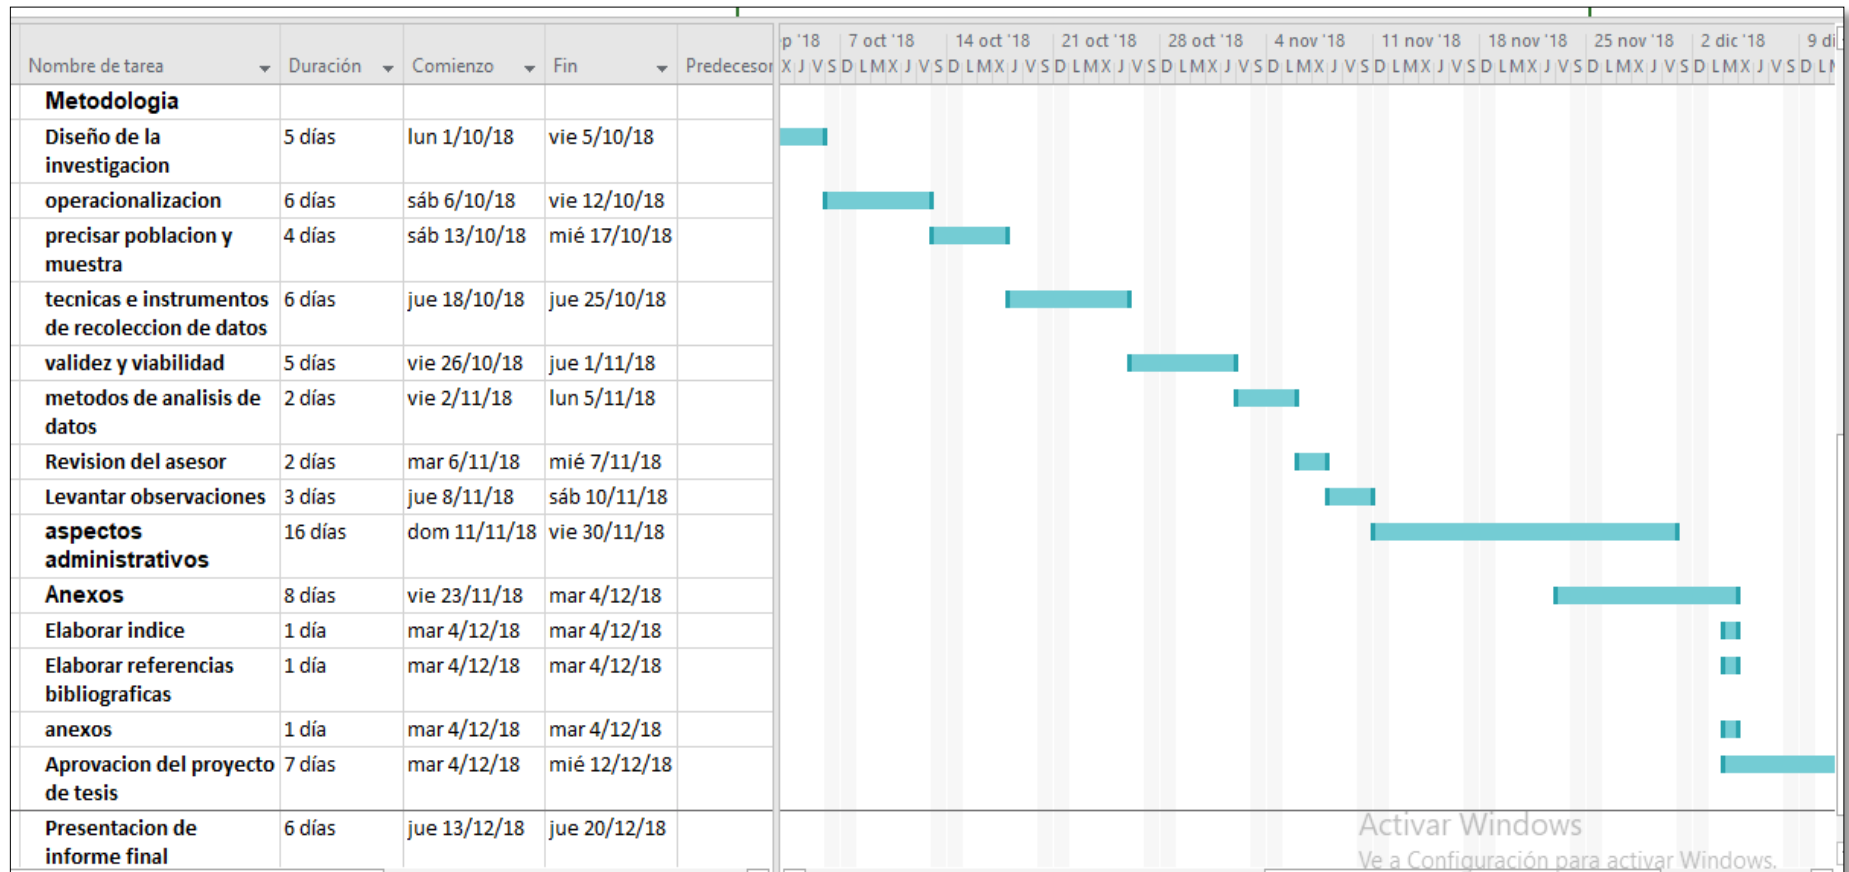 p '18 7 oct '18 14 oct '18 21 oct '18 28 oct '18 4 nov '18 11 nov '18 18 nov '18 25 nov '18 2 dic '18 9 di
Nombre de tarea Duración Comienzo Fin Predecesor X J V S D L M X J V S D L M X J V S D L M X J V S D L M X J V S D L M X J V S D L M X J V S D L M X J V S D L M X J V S D L M X J V S D L M
Metodologia
Diseño de la 5 días lun 1/10/18 vie 5/10/18
investigacion
operacionalizacion 6 días sáb 6/10/18 vie 12/10/18
precisar poblacion y 4 días sáb 13/10/18 mié 17/10/18
muestra
tecnicas e instrumentos 6 días jue 18/10/18 jue 25/10/18
de recoleccion de datos
validez y viabilidad 5 días vie 26/10/18 jue 1/11/18
metodos de analisis de 2 días vie 2/11/18 lun 5/11/18
datos
Revision del asesor 2 días mar 6/11/18 mié 7/11/18
Levantar observaciones 3 días jue 8/11/18 sáb 10/11/18
aspectos 16 días dom 11/11/18 vie 30/11/18
administrativos
Anexos 8 días vie 23/11/18 mar 4/12/18
Elaborar indice 1 día mar 4/12/18 mar 4/12/18
Elaborar referencias 1 día mar 4/12/18 mar 4/12/18
bibliograficas
anexos 1 día mar 4/12/18 mar 4/12/18
Aprovacion del proyecto 7 días mar 4/12/18 mié 12/12/18
de tesis
Presentacion de 6 días jue 13/12/18 jue 20/12/18
informe final
Activar Windows
Ve a Configuración para activar Windows.